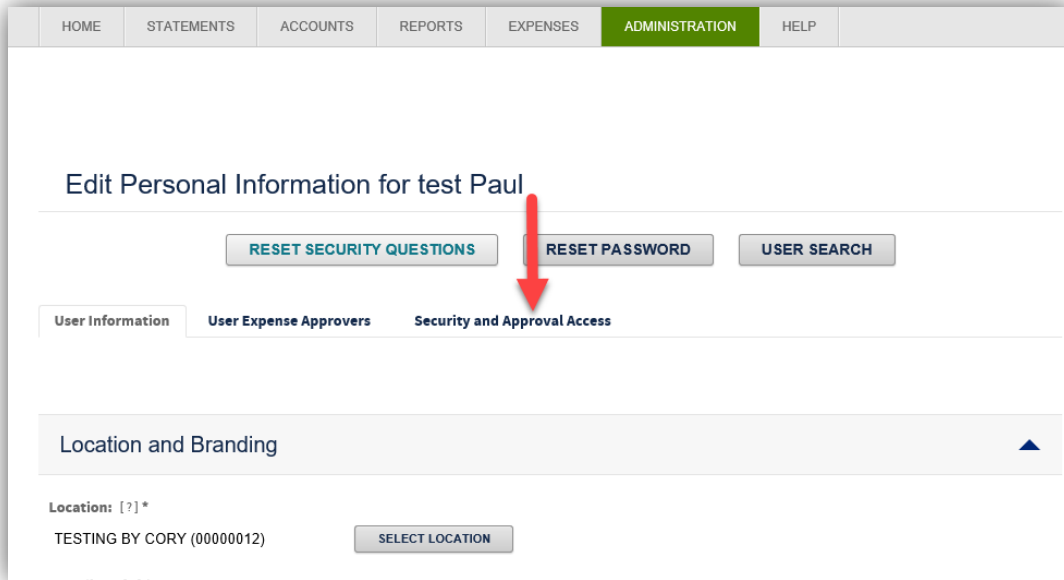 HOME STATEMENTS ACCOUNTS REPORTS EXPENSES ADMINISTRATION HELP
Edit Personal Information for test Paul
RESET SECURITY QUESTIONS RESET PASSWORD USER SEARCH
User Information User Expense Approvers Security and Approval Access
Location and Branding
Location: [?]*
TESTING BY CORY (00000012) SELECT LOCATION